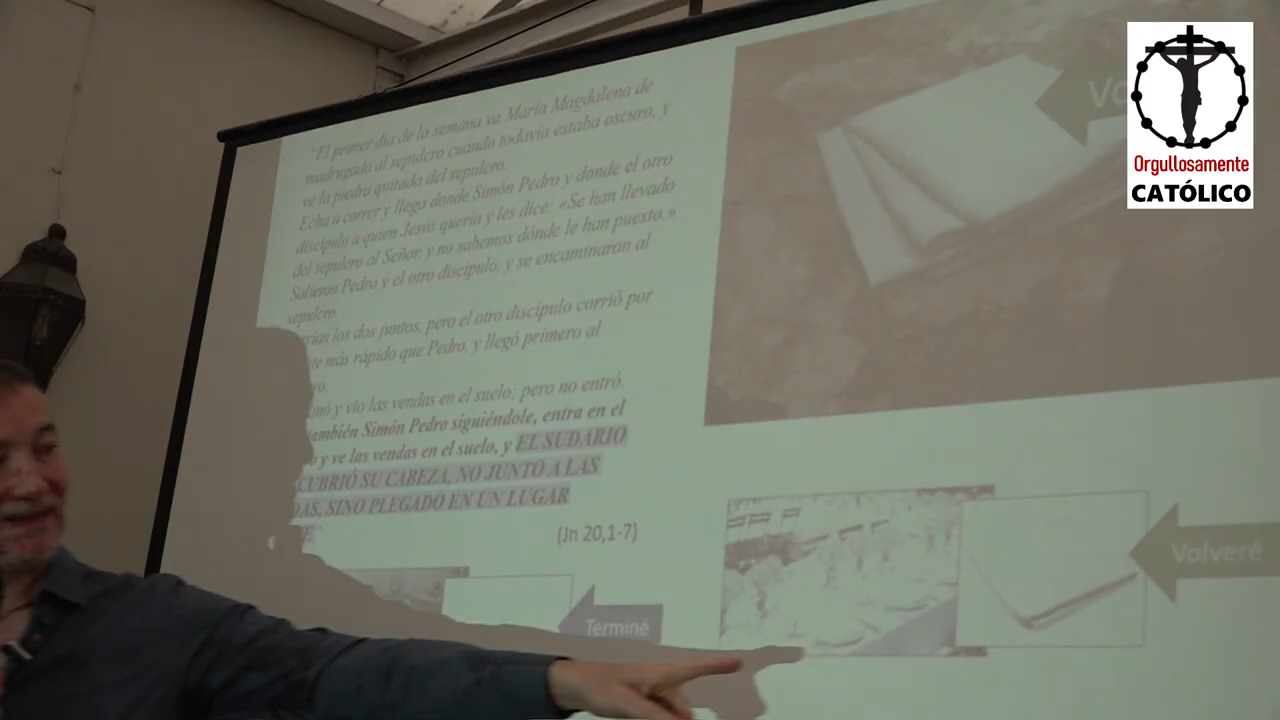 "El primer día de la semana va María Magdalena de
madrugada al sepulcro cuando todavía estaba oscuro, y
ve la piedra quitada del sepulcro.
Echa a correr y llega donde Simón Pedro y donde el otro
discípulo a quien Jesús quería y les dice: «Se han llevado
del sepulcro al Señor, y no sabemos dónde le han puesto.»
Salieron Pedro y el otro discípulo, y se encaminaron al
sepulcro.
los dos juntos, pero el otro discípulo corrió por
más rápido que Pedro, y llegó primero al
y vio las vendas en el suelo; pero no entró.
también Simón Pedro siguiéndole, entra en el
y ve las vendas en el suelo, y EL SUDARIO
CUBRIÓ SU CABEZA, NO JUNTO A LAS
SINO PLEGADO EN UN LUGAR
(Jn 20,1-7)
Terminé
Vo
Volveré
Orgullosamente
CATÓLICO